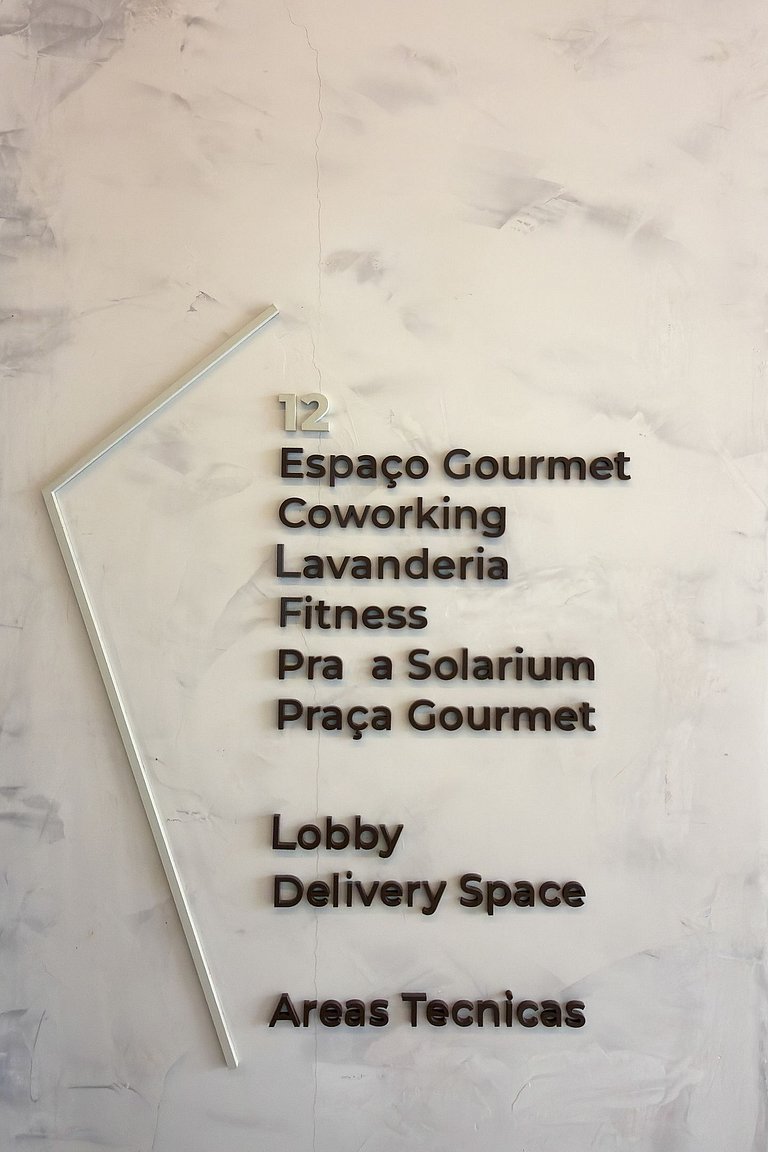 12
Espaço Gourmet
Coworking
Lavanderia
Fitness
Pra a Solarium
Praça Gourmet
Lobby
Delivery Space
Areas Tecnicas